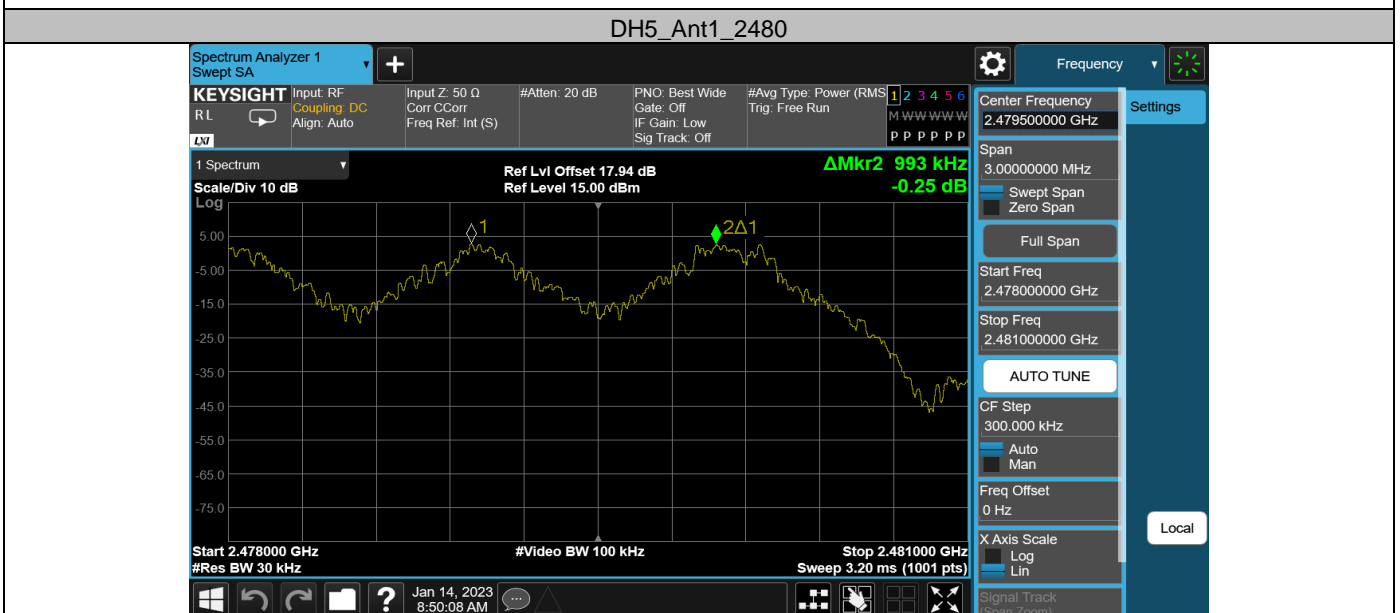 DH5_Ant1_2480
Spectrum Analyzer 1
Swept SA
Frequency
KEYSIGHT
RL
LXI
Input: RF
Coupling: DC
Align: Auto
Input Z: 50 Ω
Corr CCorr
Freq Ref: Int (S)
#Atten: 20 dB
PNO: Best Wide
Gate: Off
IF Gain: Low
Sig Track: Off
#Avg Type: Power (RMS
Trig: Free Run
1 2 3 4 5 6
M W W W W W
P P P P P P
1 Spectrum
Scale/Div 10 dB
Log
Ref Lvl Offset 17.94 dB
Ref Level 15.00 dBm
ΔMkr2 993 kHz
-0.25 dB
1
2Δ1
5.00
-5.00
-15.0
-25.0
-35.0
-45.0
-55.0
-65.0
-75.0
Start 2.478000 GHz
#Res BW 30 kHz
#Video BW 100 kHz
Stop 2.481000 GHz
Sweep 3.20 ms (1001 pts)
Center Frequency
2.479500000 GHz
Span
3.00000000 MHz
Swept Span
Zero Span
Full Span
Start Freq
2.478000000 GHz
Stop Freq
2.481000000 GHz
AUTO TUNE
CF Step
300.000 kHz
Auto
Man
Freq Offset
0 Hz
X Axis Scale
Log
Lin
Signal Track
(Span Zoom)
Settings
Local
?
Jan 14, 2023
8:50:08 AM